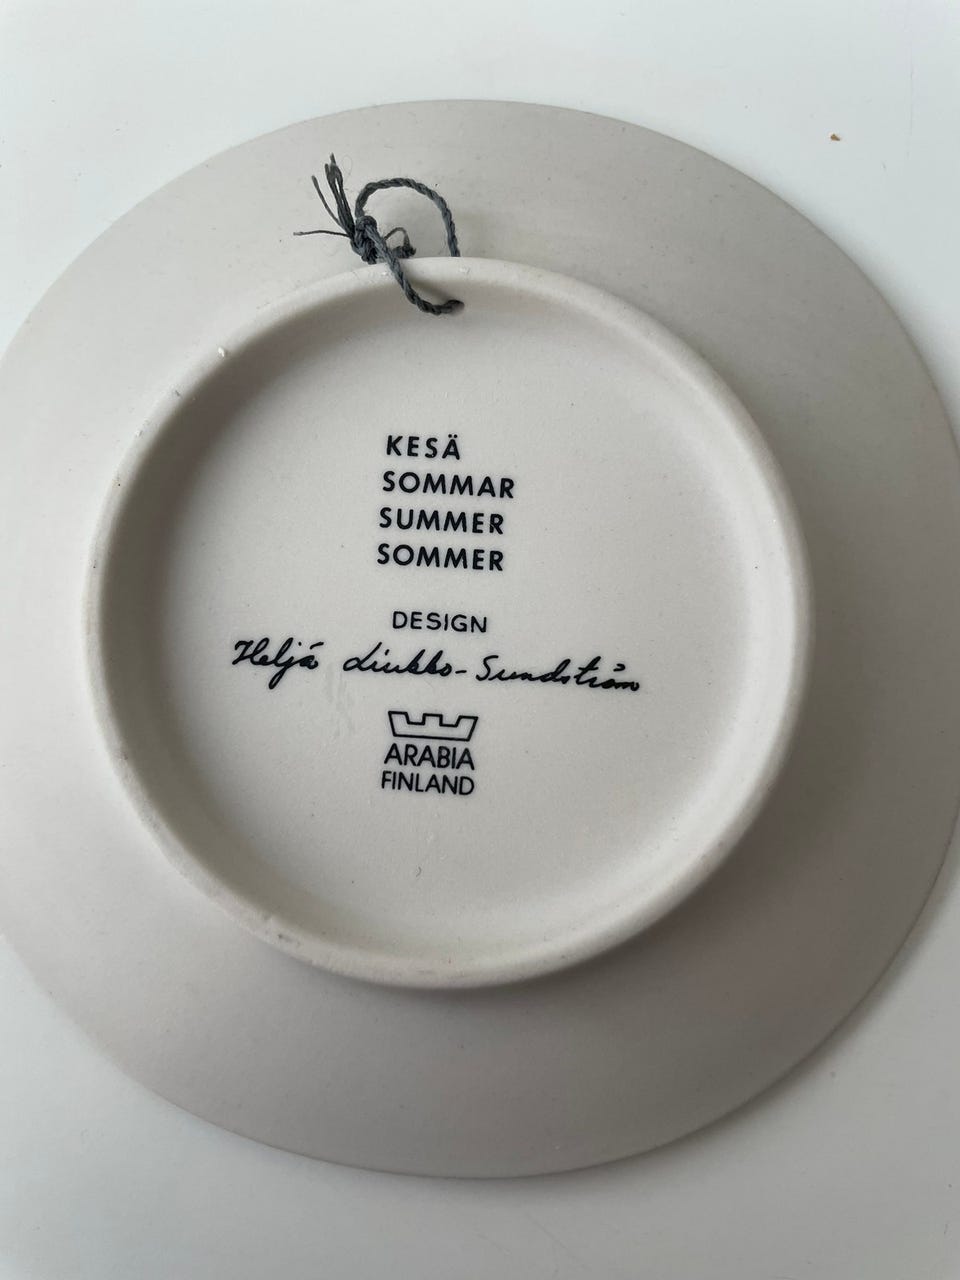 KESÄ
SOMMAR
SUMMER
SOMMER
DESIGN
Heljä Liukko-Sundström
ARABIA
FINLAND